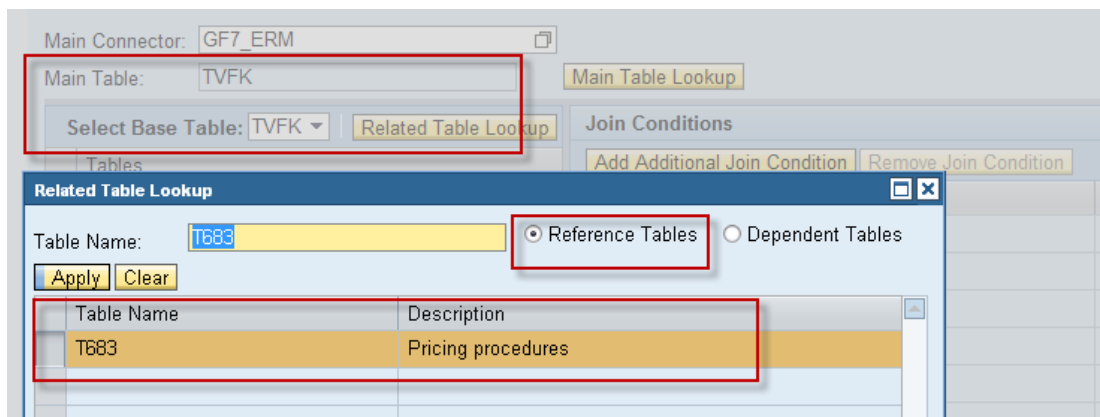 Main Connector: GF7_ERM
Main Table: TVFK Main Table Lookup
Select Base Table: TVFK Related Table Lookup Join Conditions
Tables Add Additional Join Condition Remove Join Condition
Related Table Lookup
Table Name: T683 Reference Tables Dependent Tables
Apply Clear
Table Name Description
T683 Pricing procedures